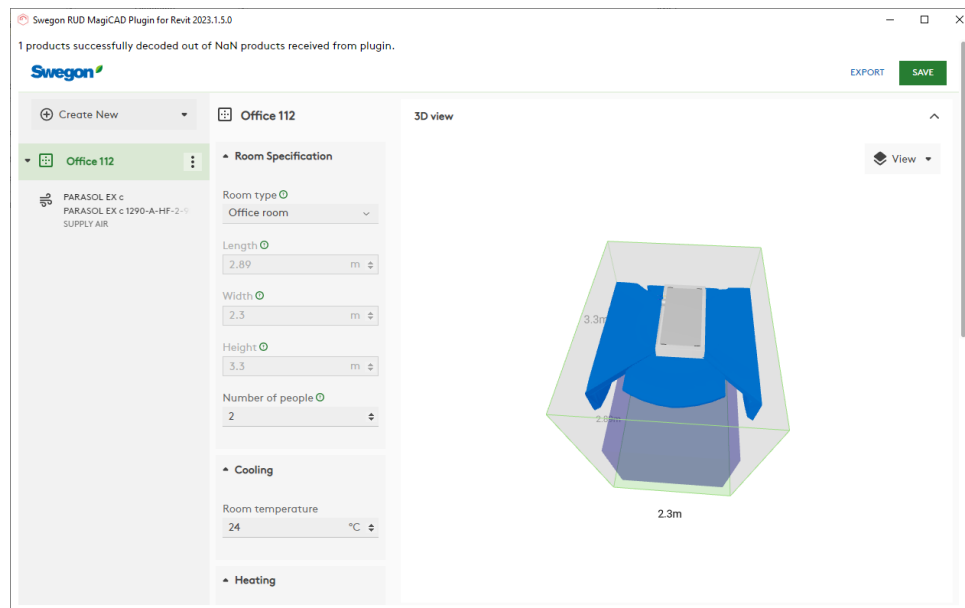 Swegon RUD MagiCAD Plugin for Revit 2023.1.5.0
1 products successfully decoded out of NaN products received from plugin.
Swegon
EXPORT
SAVE
Create New
Office 112
PARASOL EX c
PARASOL EX c 1290-A-HF-2-
SUPPLY AIR
Office 112
Room Specification
Room type
Office room
Length
2.89 m
Width
2.3 m
Height
3.3 m
Number of people
2
Cooling
Room temperature
24 °C
Heating
3D view
View
3.3m
2.3m